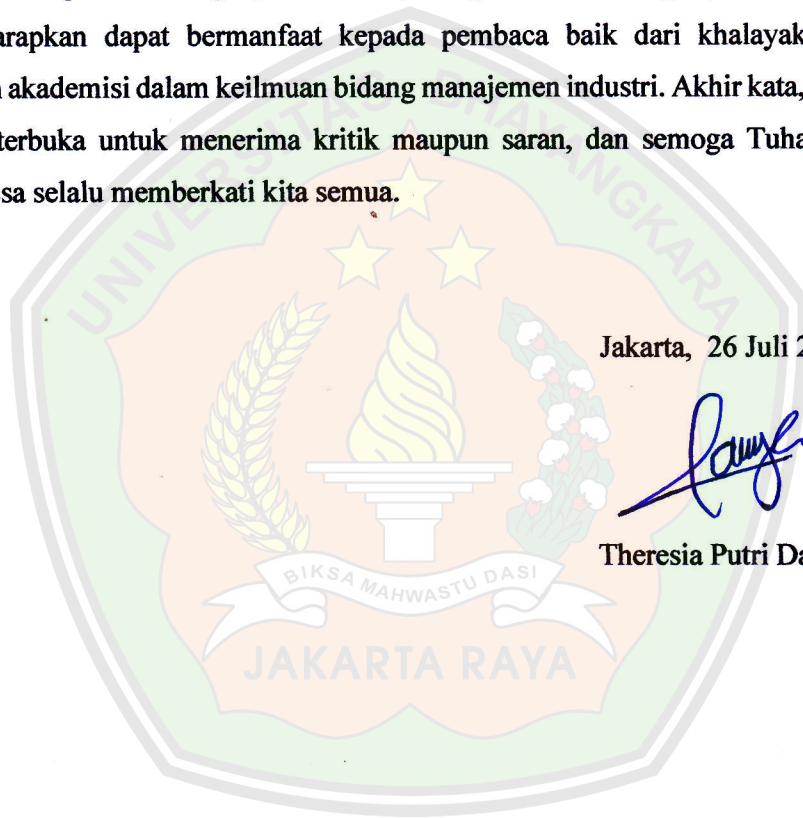 arapkan dapat bermanfaat kepada pembaca baik dari khalayak
akademisi dalam keilmuan bidang manajemen industri. Akhir kata,
terbuka untuk menerima kritik maupun saran, dan semoga Tuha
sa selalu memberkati kita semua.
UNIVERSITAS BHAYANGKARA
Jakarta, 26 Juli 2
Theresia Putri Da
BIKSA MAHWASTU DASI
JAKARTA RAYA